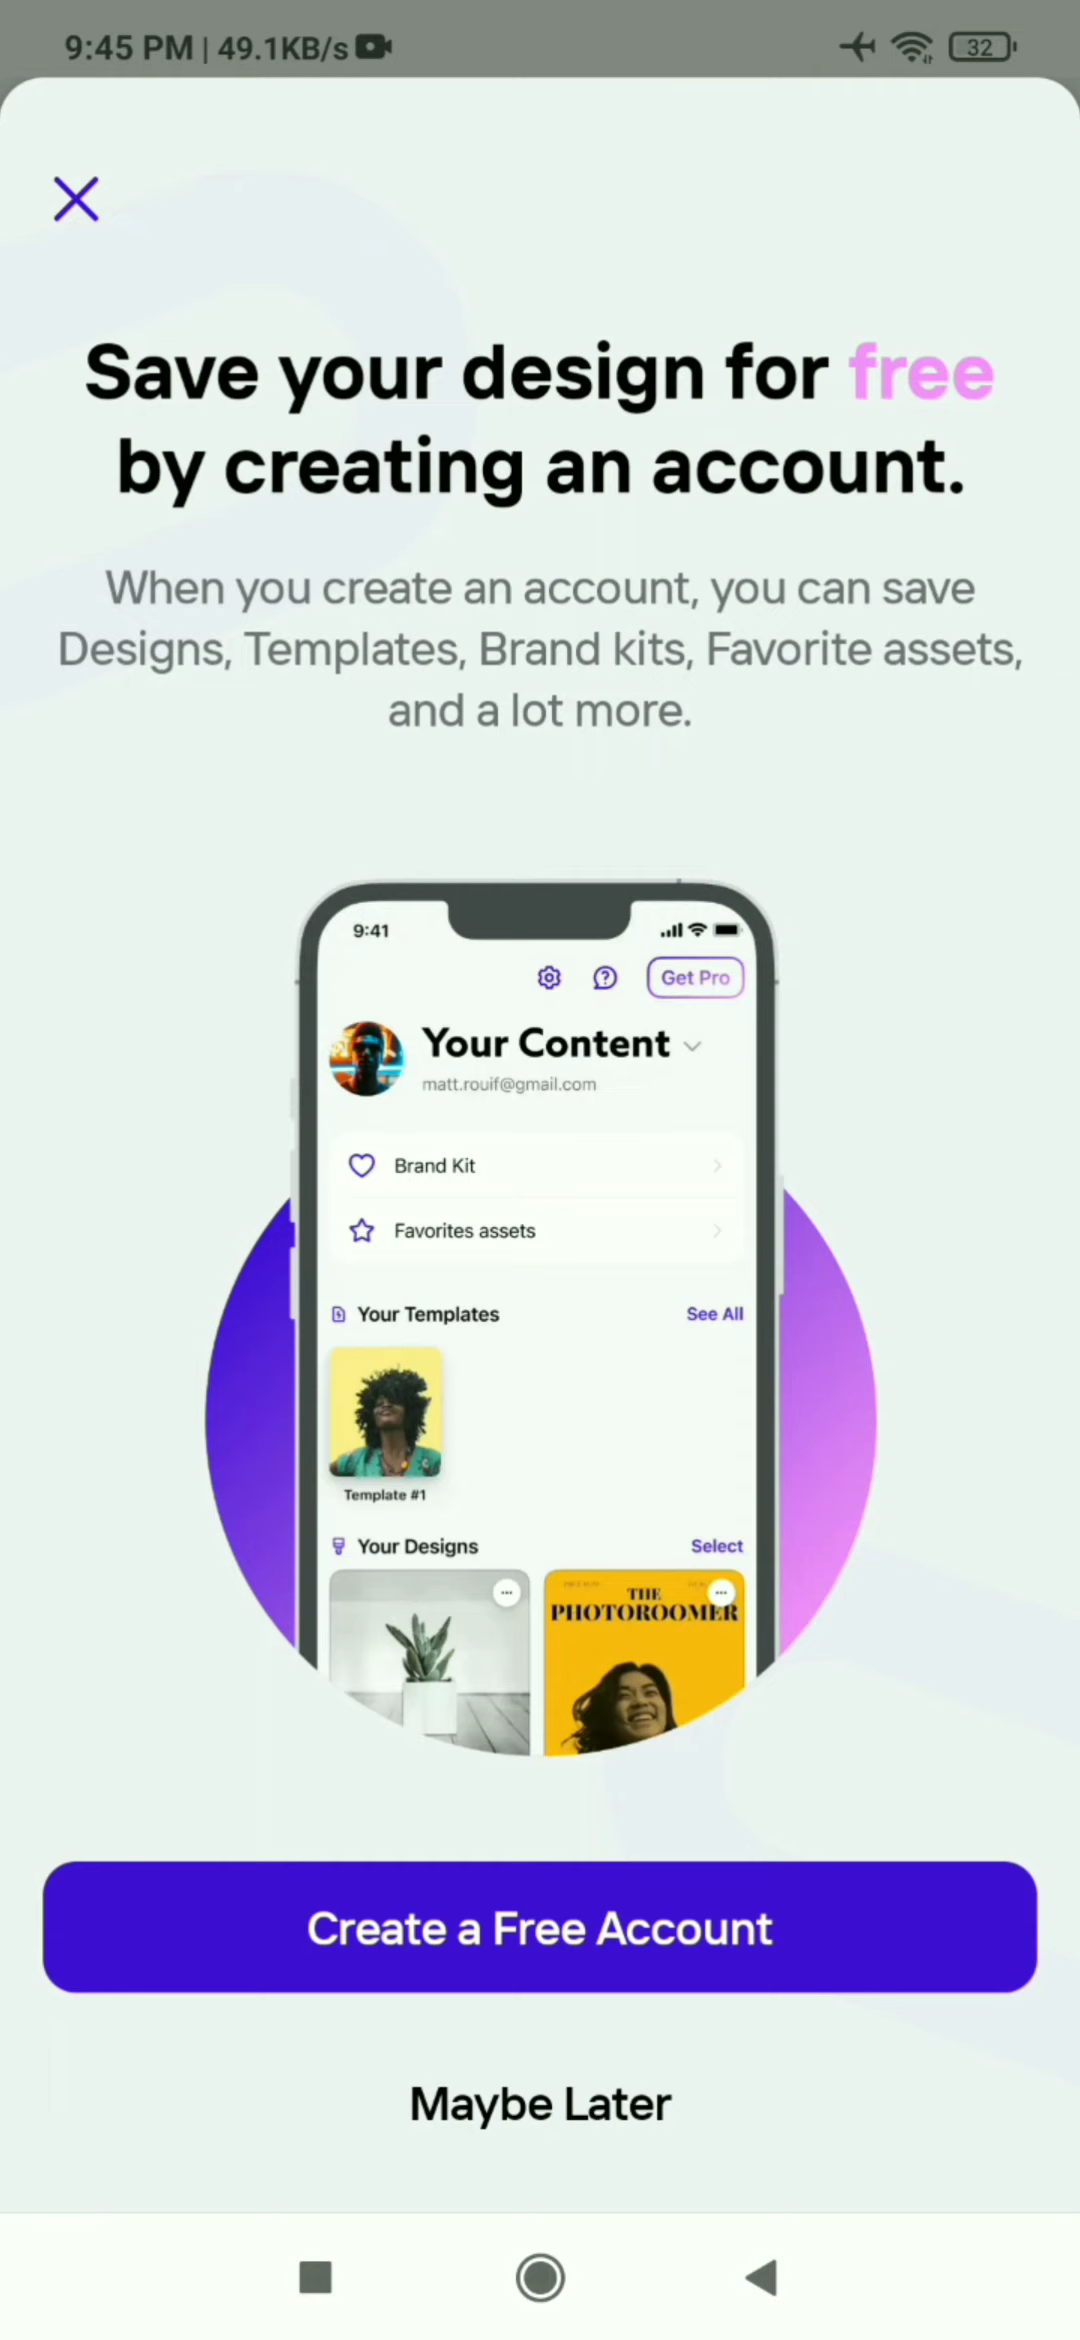 9:45 PM | 49.1KB/s
32
Save your design for free
by creating an account.
When you create an account, you can save
Designs, Templates, Brand kits, Favorite assets,
and a lot more.
9:41
Get Pro
Your Content
matt.rouif@gmail.com
Brand Kit
Favorites assets
Your Templates
See All
Template #1
Your Designs
Select
THE
PHOTOROOMER
Create a Free Account
Maybe Later